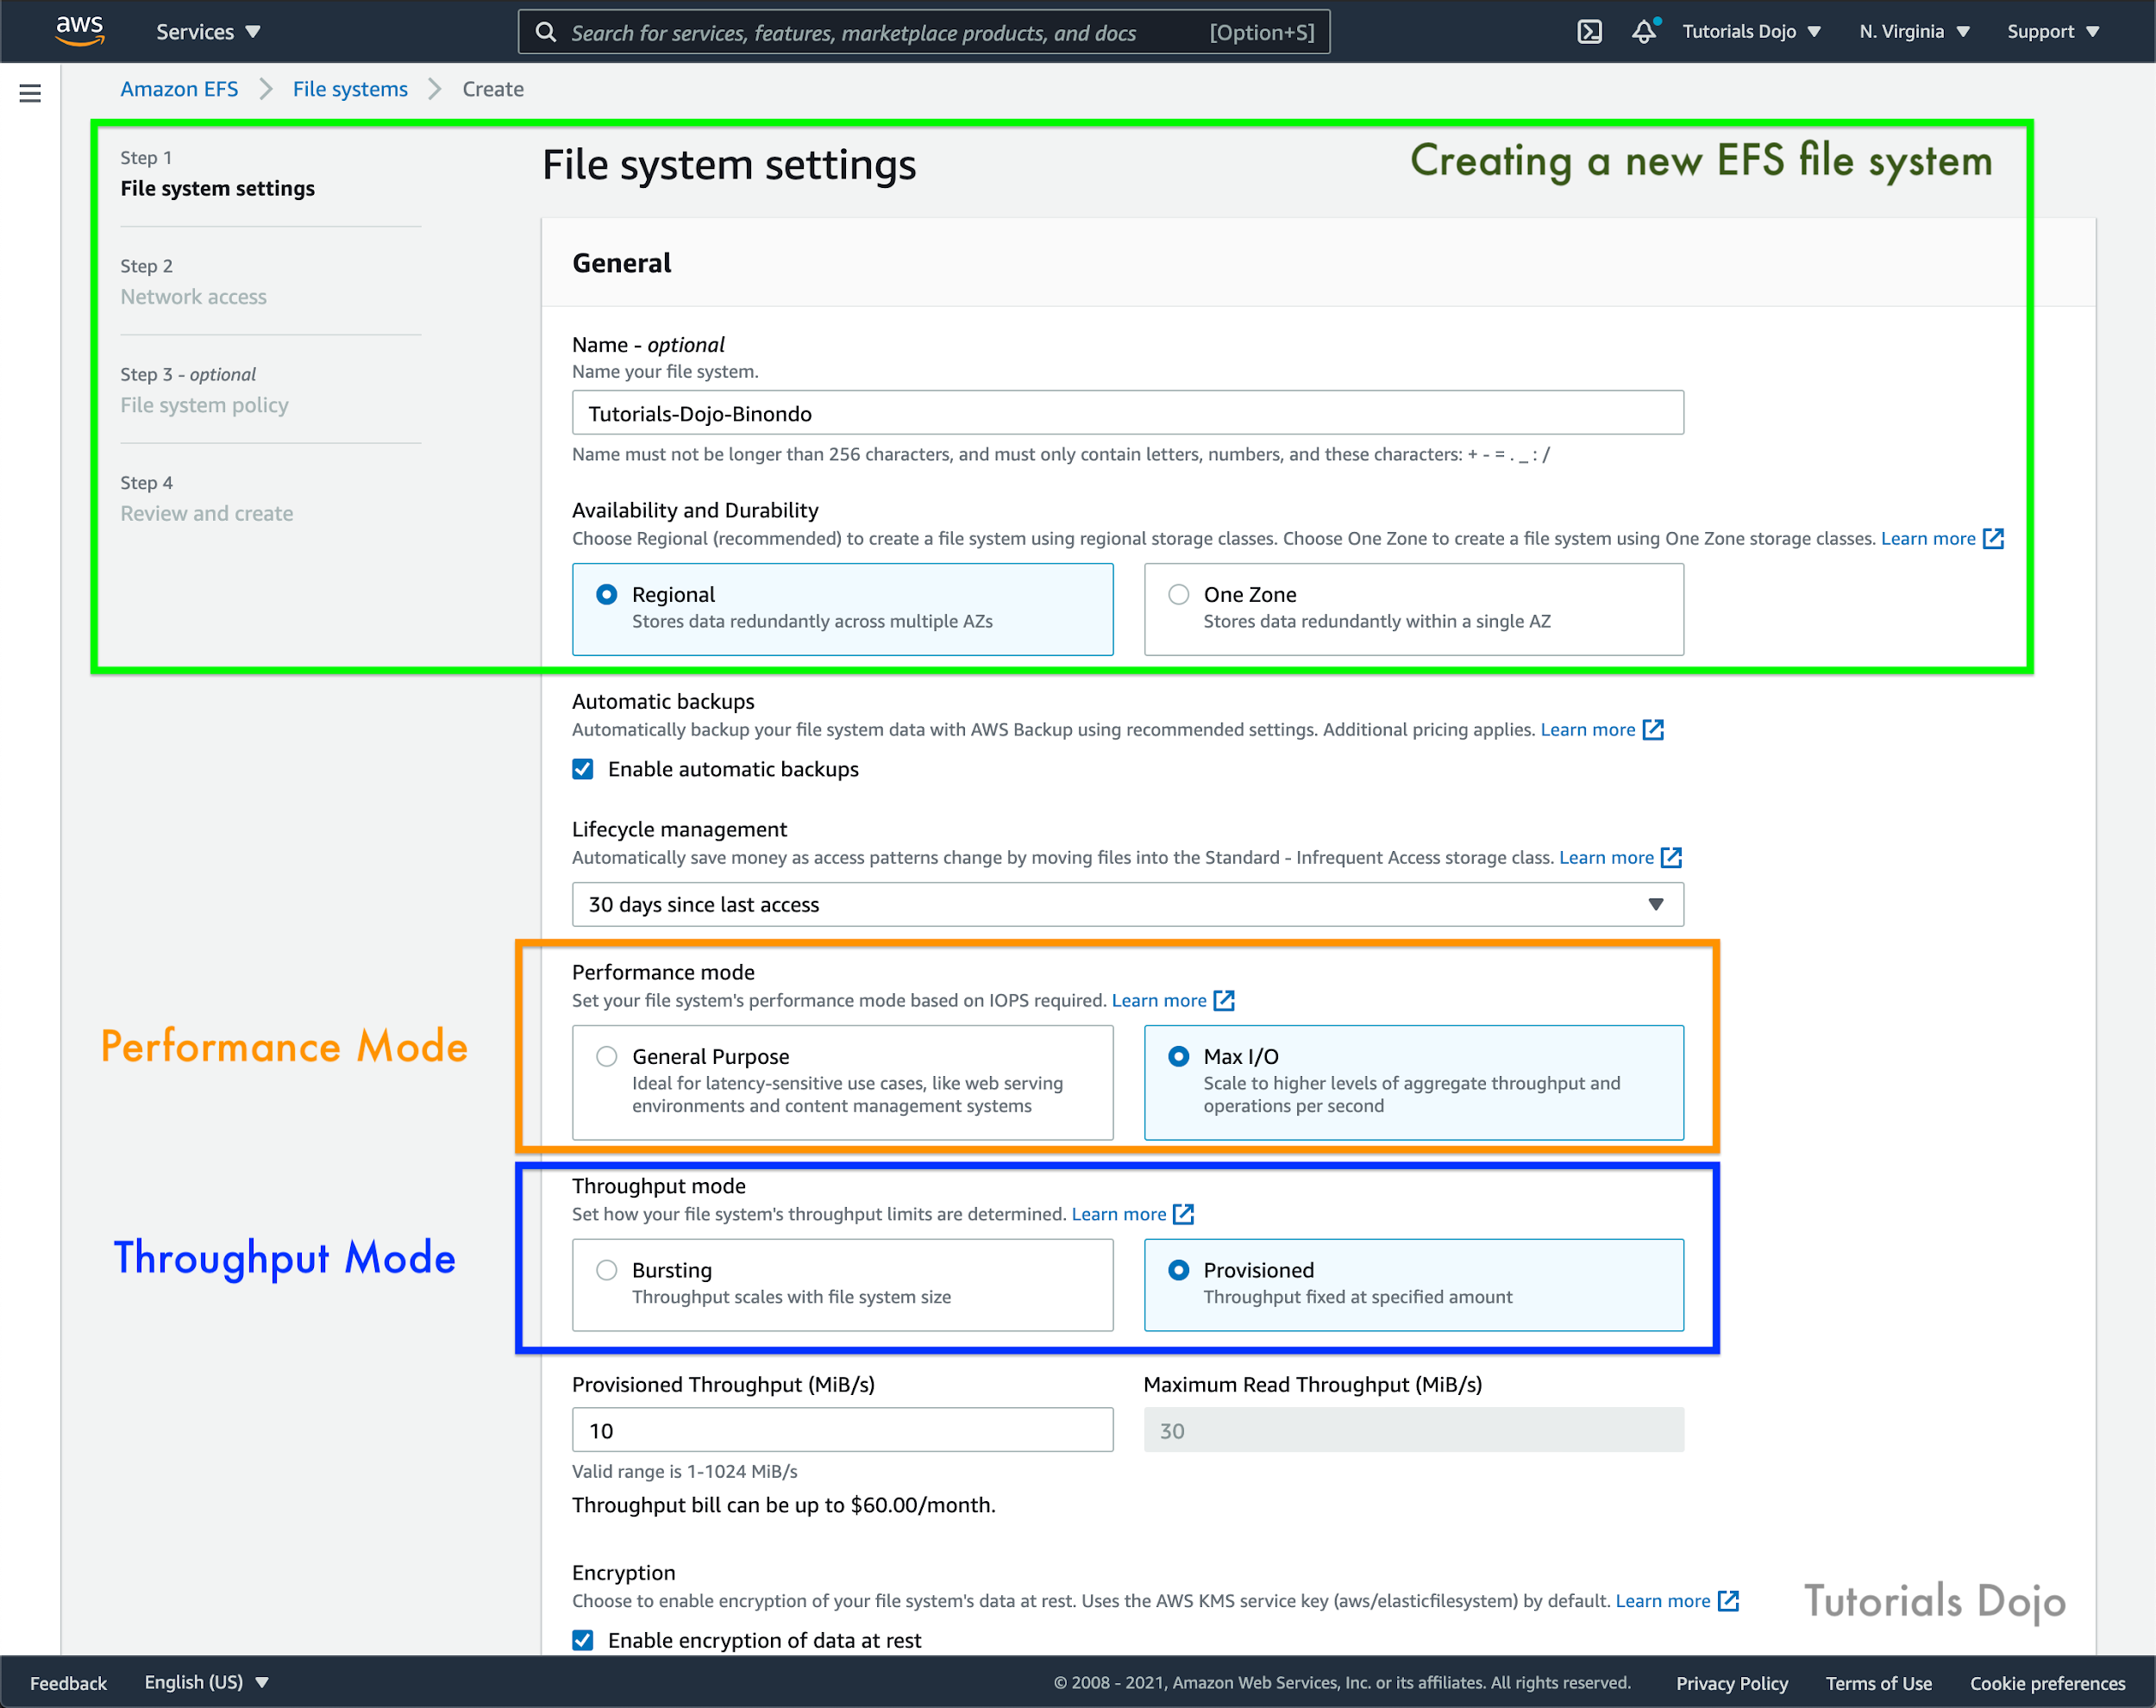 aws
Services
Search for services, features, marketplace products, and docs
[Option+S]
Tutorials Dojo
N. Virginia
Support
Amazon EFS
File systems
Create
Step 1
File system settings
Step 2
Network access
Step 3 - optional
File system policy
Step 4
Review and create
File system settings
Creating a new EFS file system
General
Name - optional
Name your file system.
Tutorials-Dojo-Binondo
Name must not be longer than 256 characters, and must only contain letters, numbers, and these characters: + - = . _ : /
Availability and Durability
Choose Regional (recommended) to create a file system using regional storage classes. Choose One Zone to create a file system using One Zone storage classes. Learn more
Regional
Stores data redundantly across multiple AZs
One Zone
Stores data redundantly within a single AZ
Automatic backups
Automatically backup your file system data with AWS Backup using recommended settings. Additional pricing applies. Learn more
Enable automatic backups
Lifecycle management
Automatically save money as access patterns change by moving files into the Standard - Infrequent Access storage class. Learn more
30 days since last access
Performance Mode
Performance mode
Set your file system's performance mode based on IOPS required. Learn more
General Purpose
Ideal for latency-sensitive use cases, like web serving
environments and content management systems
Max I/O
Scale to higher levels of aggregate throughput and
operations per second
Throughput Mode
Throughput mode
Set how your file system's throughput limits are determined. Learn more
Bursting
Throughput scales with file system size
Provisioned
Throughput fixed at specified amount
Provisioned Throughput (MiB/s)
10
Valid range is 1-1024 MiB/s
Maximum Read Throughput (MiB/s)
30
Throughput bill can be up to $60.00/month.
Encryption
Choose to enable encryption of your file system's data at rest. Uses the AWS KMS service key (aws/elasticfilesystem) by default. Learn more
Enable encryption of data at rest
Tutorials Dojo
Feedback
English (US)
© 2008 - 2021, Amazon Web Services, Inc. or its affiliates. All rights reserved.
Privacy Policy
Terms of Use
Cookie preferences